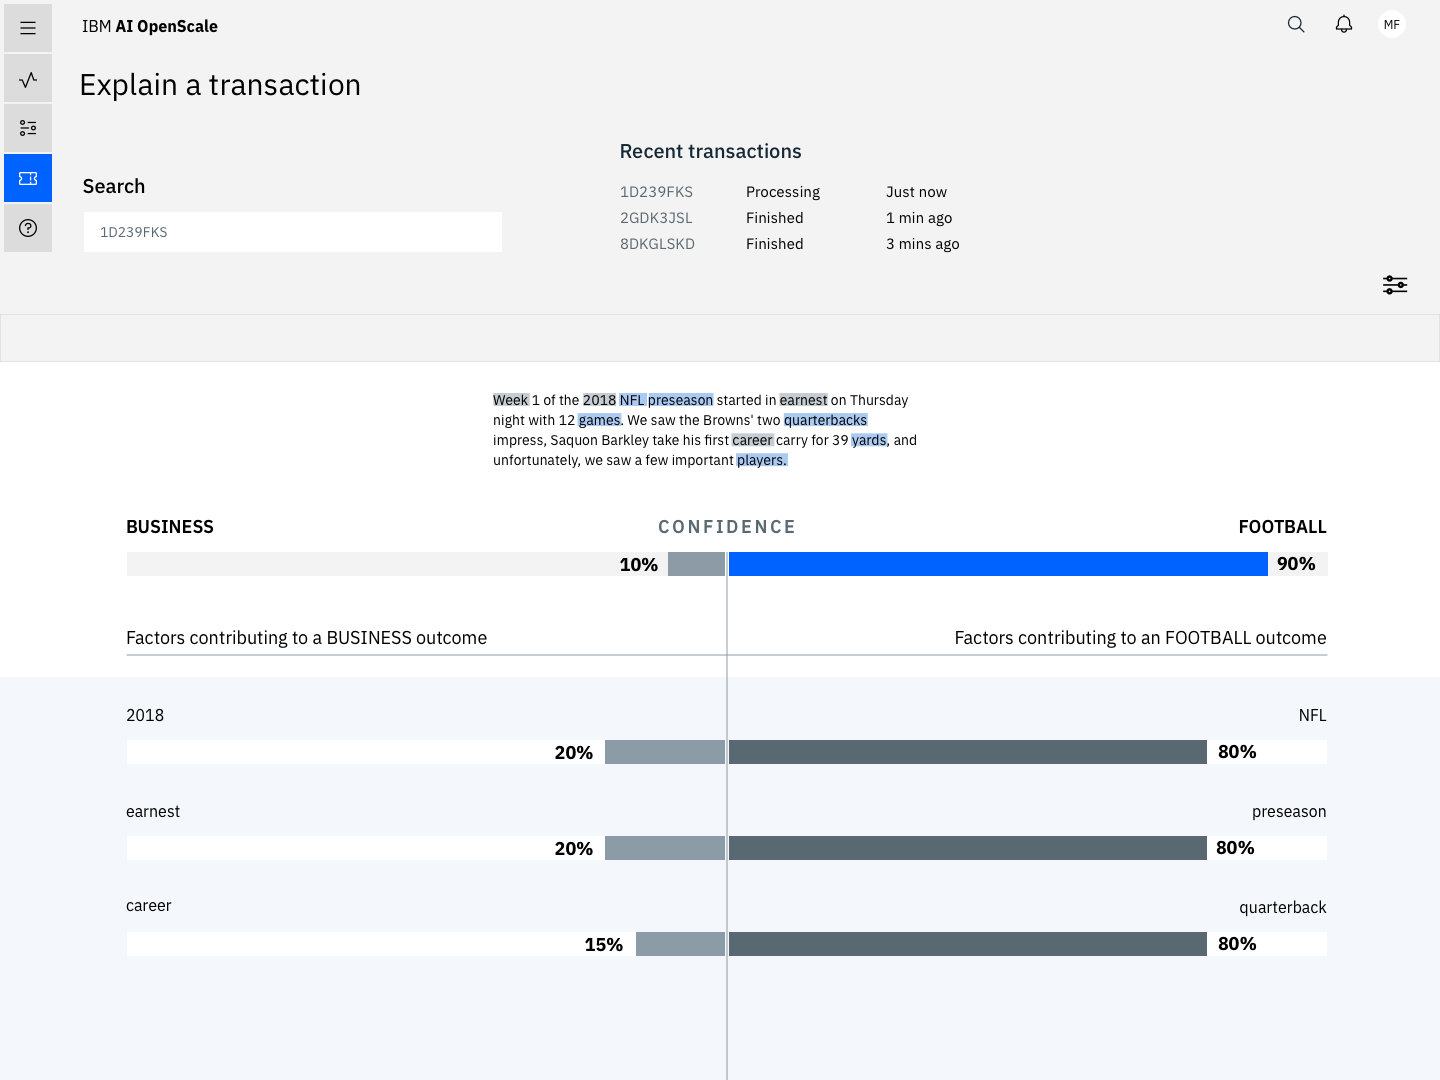 IBM AI OpenScale
MF
Explain a transaction
Recent transactions
Search
1D239FKS Processing Just now
2GDK3JSL Finished 1 min ago
1D239FKS
8DKGLSKD Finished 3 mins ago
Week 1 of the 2018 NFL preseason started in earnest on Thursday
night with 12 games. We saw the Browns' two quarterbacks
impress, Saquon Barkley take his first career carry for 39 yards, and
unfortunately, we saw a few important players.
BUSINESS CONFIDENCE FOOTBALL
10% 90%
Factors contributing to a BUSINESS outcome Factors contributing to an FOOTBALL outcome
2018 NFL
20% 80%
earnest preseason
20% 80%
career quarterback
15% 80%